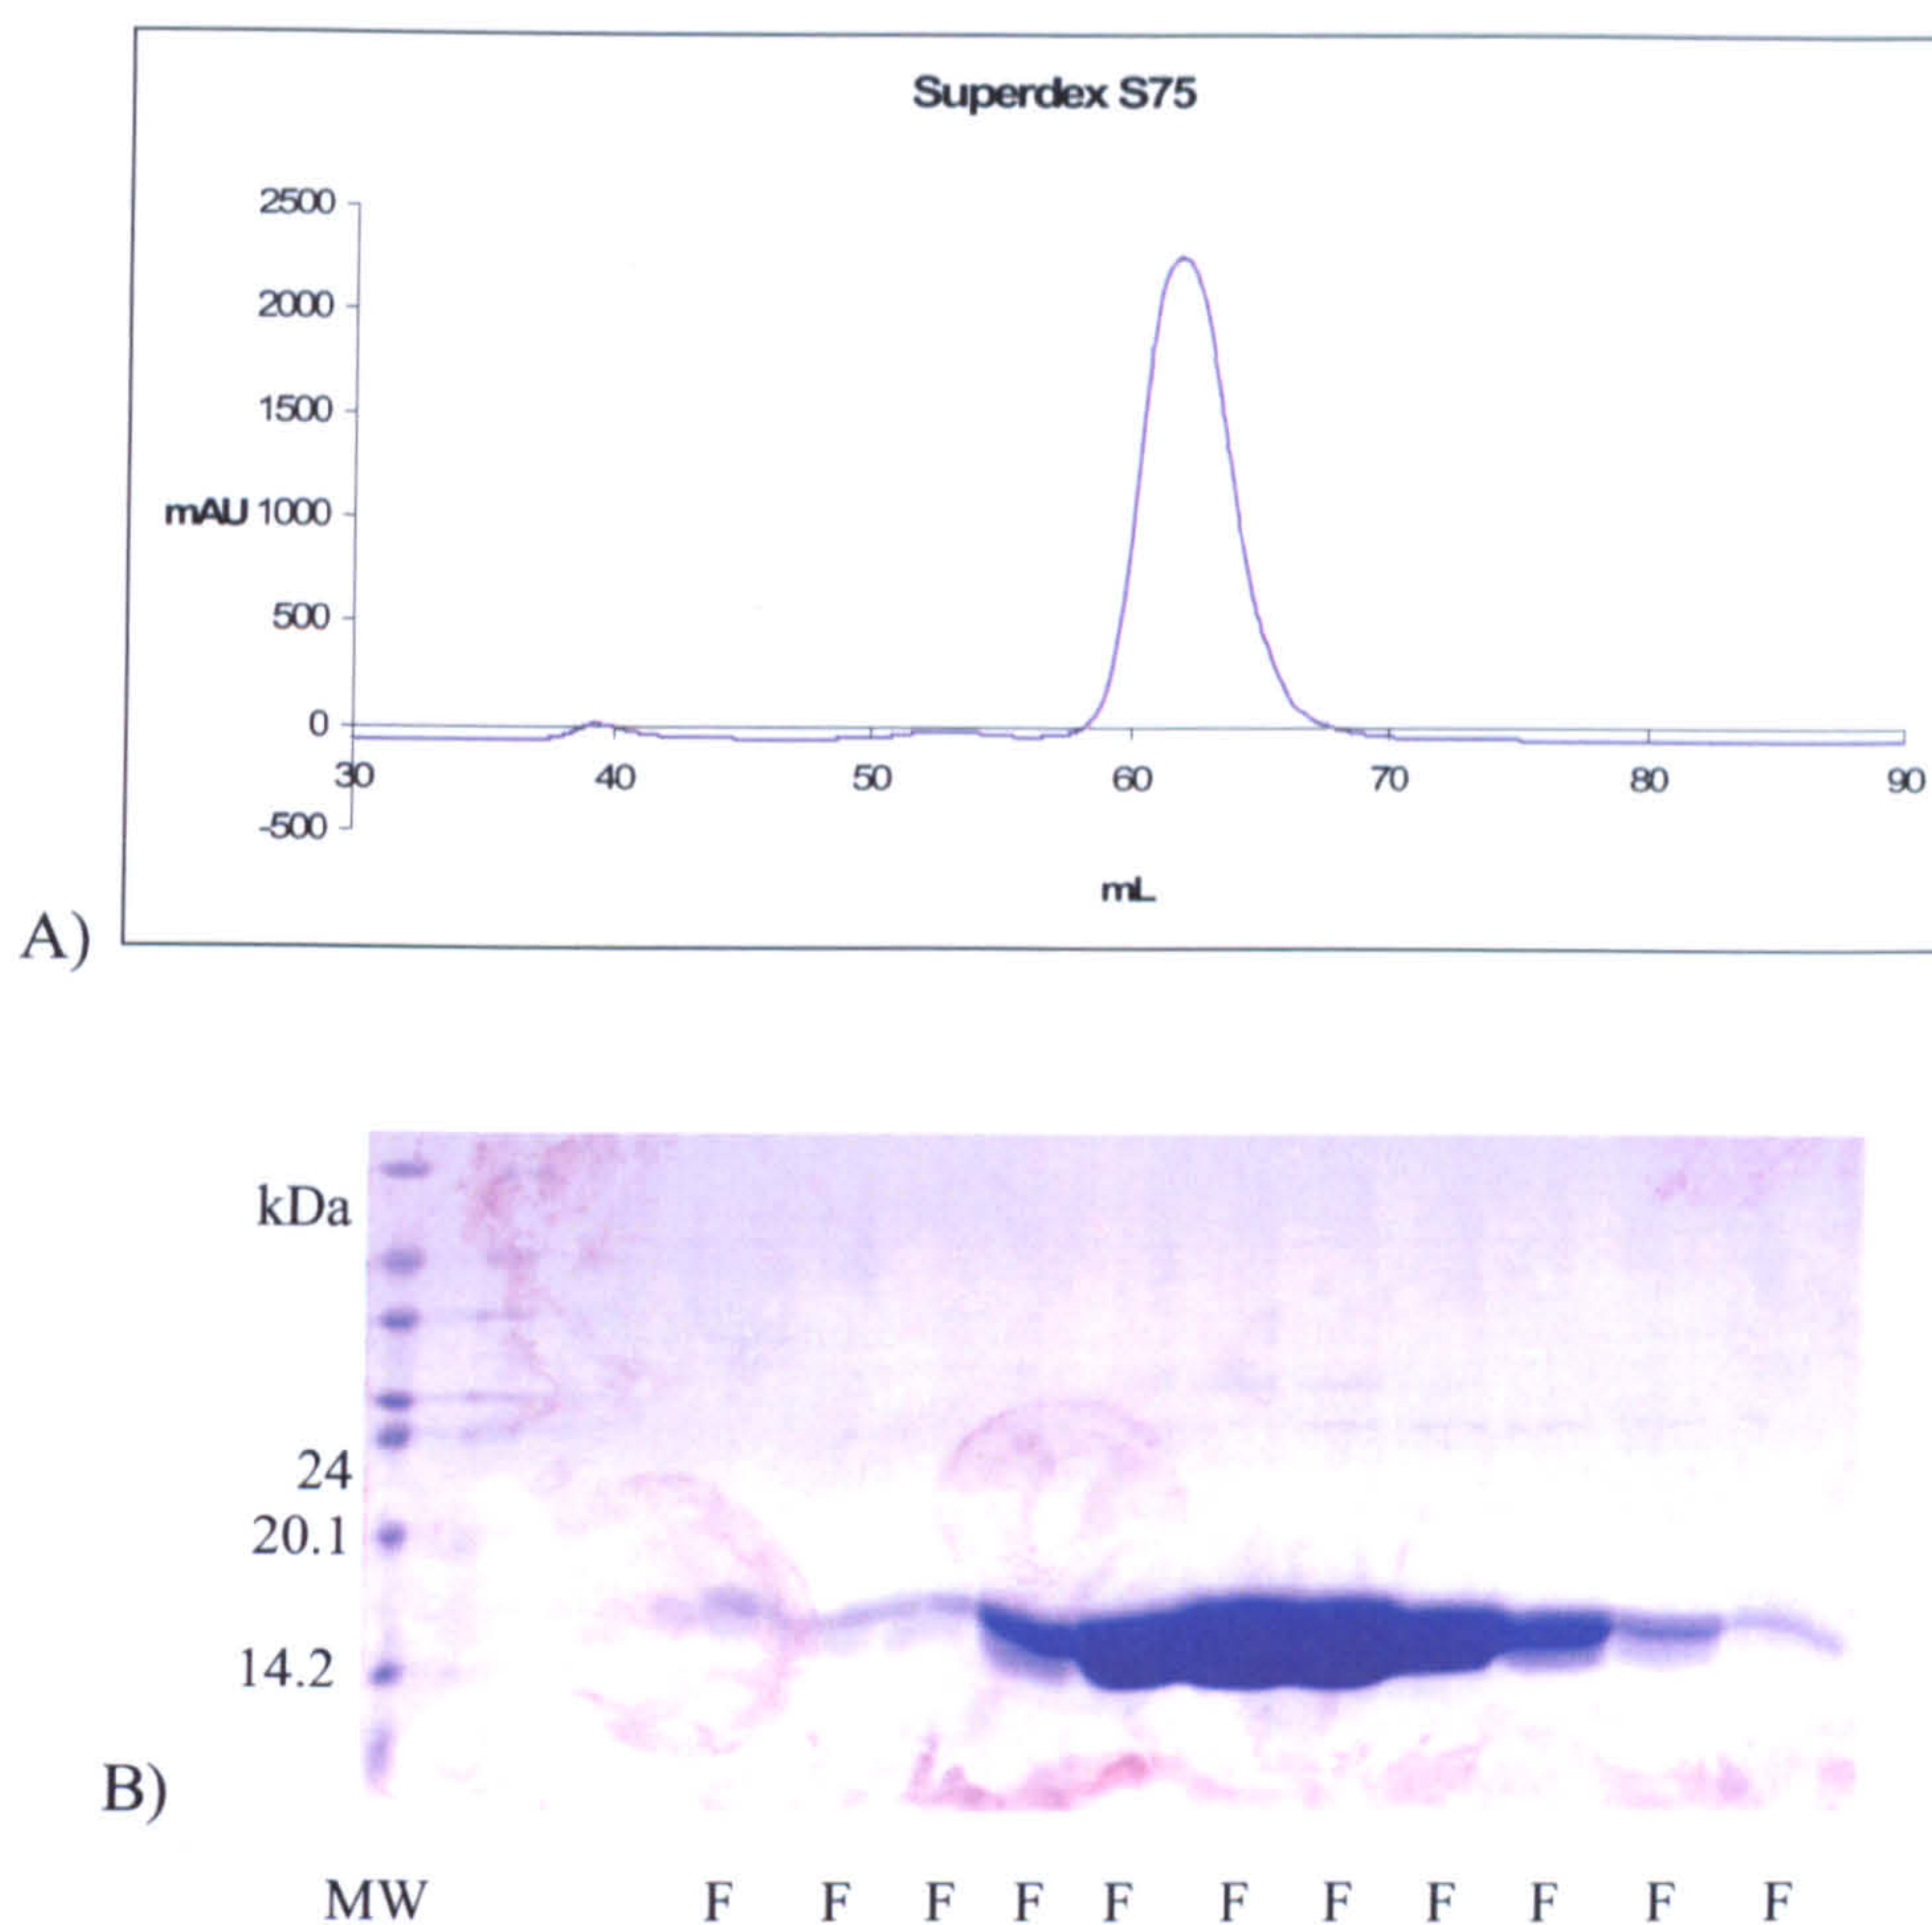 Superdex S75
2500
2000
1500
mAU 1000
500
0
30 40 50 60 70 80 90
-500
mL
A)
kDa
24
20.1
14.2
B)
MW F F F F F F F F F F F